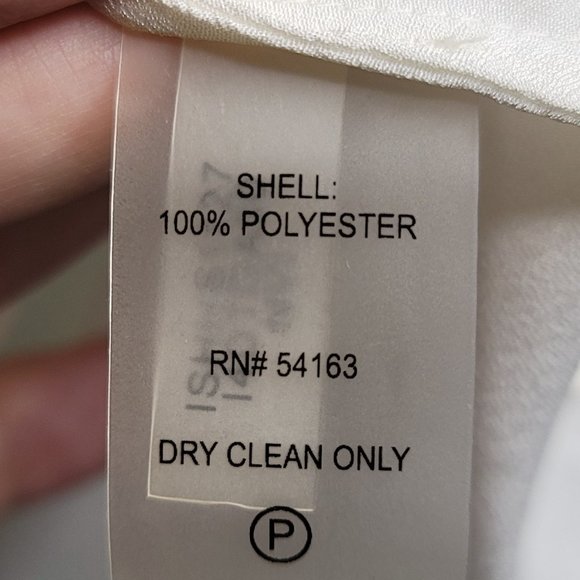 SHELL:
100% POLYESTER
RN# 54163
DRY CLEAN ONLY
P